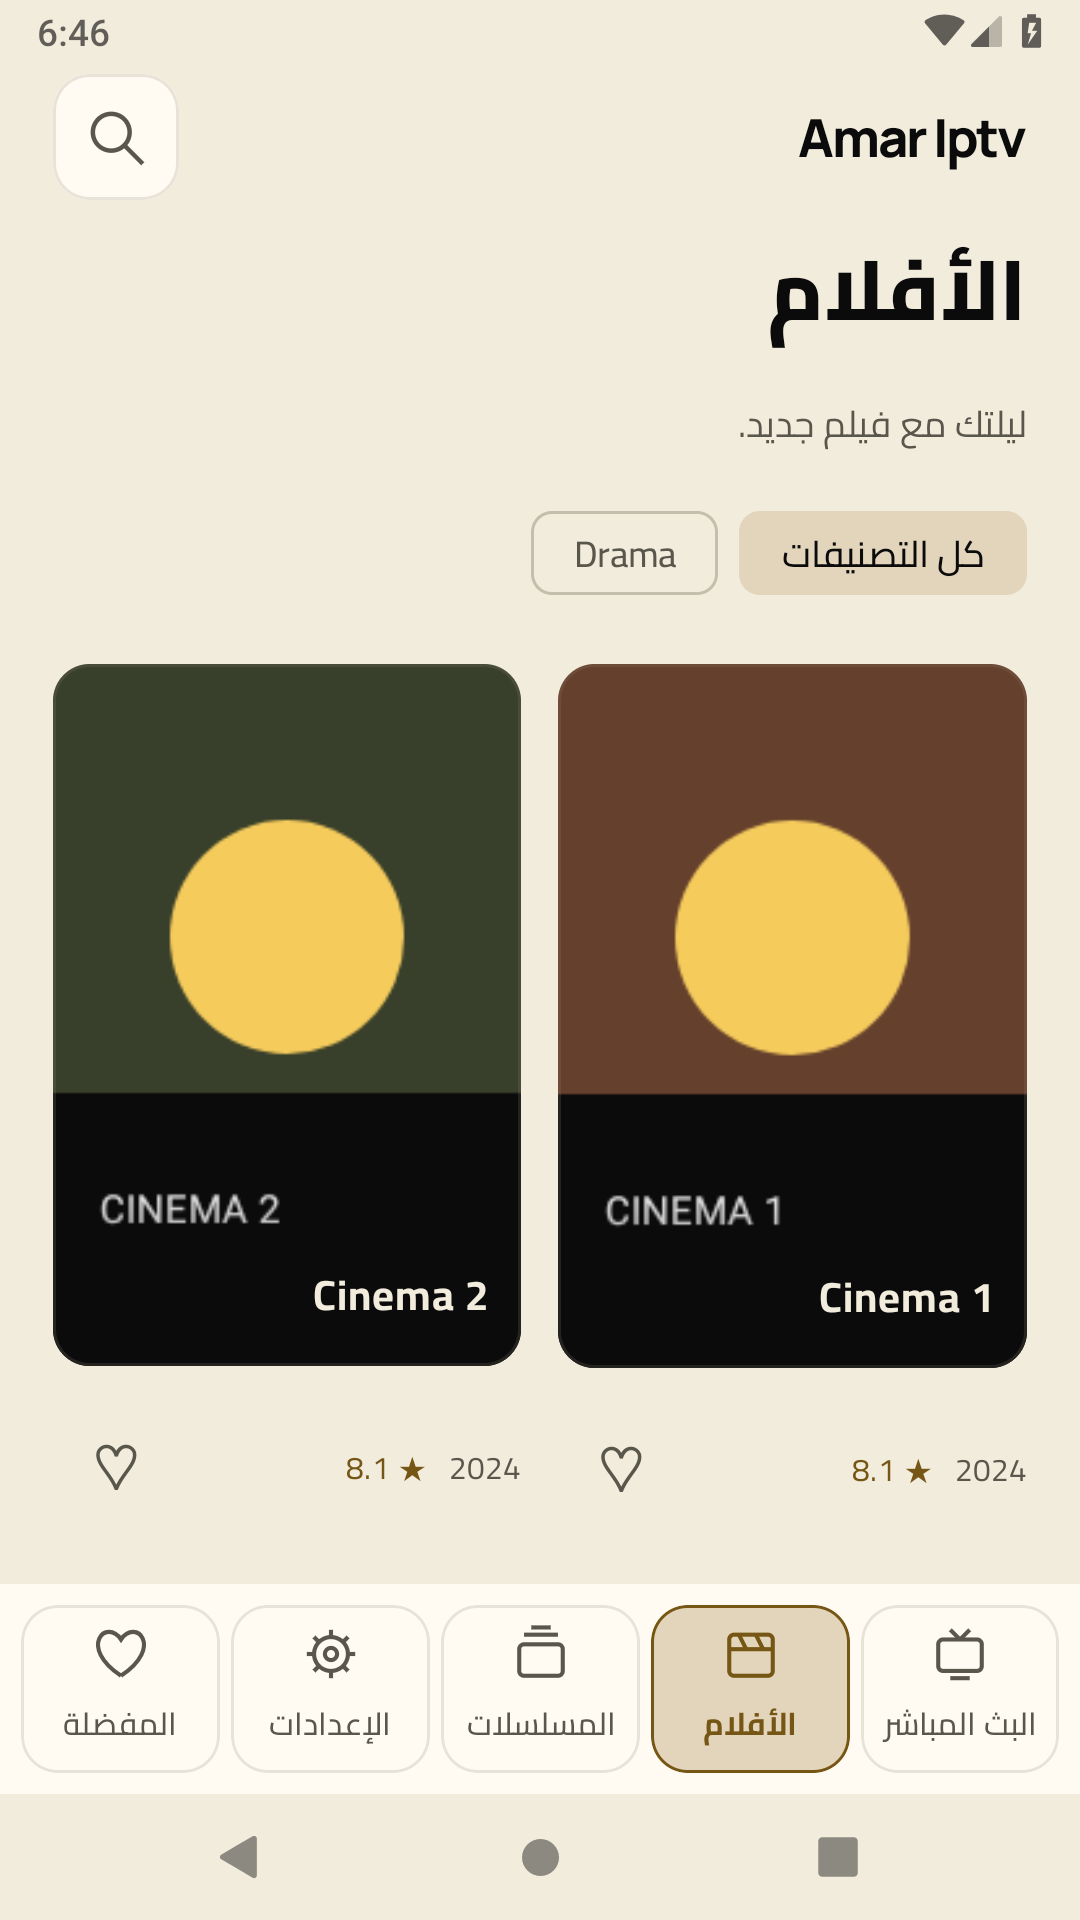 6:46
Amar Iptv
الأفلام
ليلتك مع فيلم جديد.
كل التصنيفات
Drama
CINEMA 1
Cinema 1
CINEMA 2
Cinema 2
2024 ★ 8.1
2024 ★ 8.1
البث المباشر
الأفلام
المسلسلات
الإعدادات
المفضلة